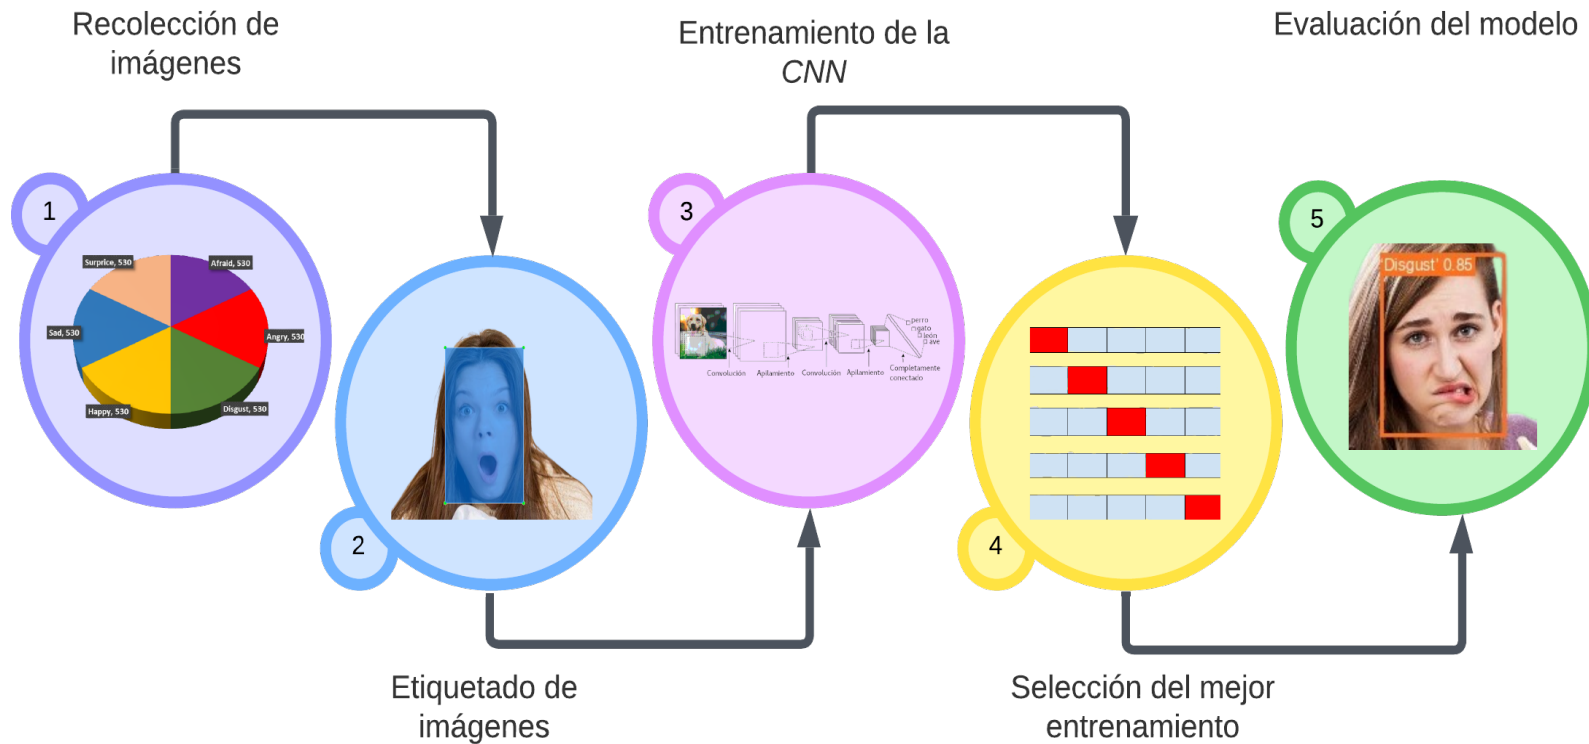 Recolección de
imágenes
Entrenamiento de la
CNN
Evaluación del modelo
1
Surprice, 530
Afraid, 530
Sad, 530
Angry, 530
Happy, 530
Disgust, 530
2
3
perro
gato
león
ave
Convolución
Apilamiento
Convolución
Apilamiento
Completamente
conectado
4
5
'Disgust' 0.85
Etiquetado de
imágenes
Selección del mejor
entrenamiento